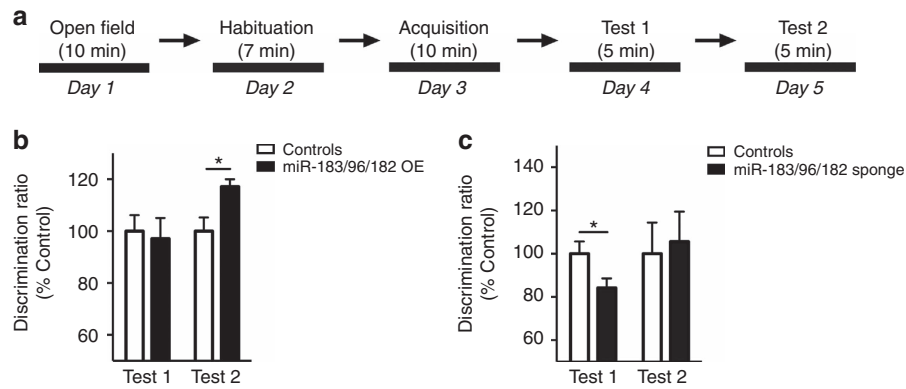 a
Open field Habituation Acquisition Test 1 Test 2
(10 min) (7 min) (10 min) (5 min) (5 min)
Day 1 Day 2 Day 3 Day 4 Day 5
b
Controls
miR-183/96/182 OE
Discrimination ratio
(% Control)
120
100
80
60
*
Test 1 Test 2
c
Controls
miR-183/96/182 sponge
Discrimination ratio
(% Control)
140
120
100
80
60
*
Test 1 Test 2